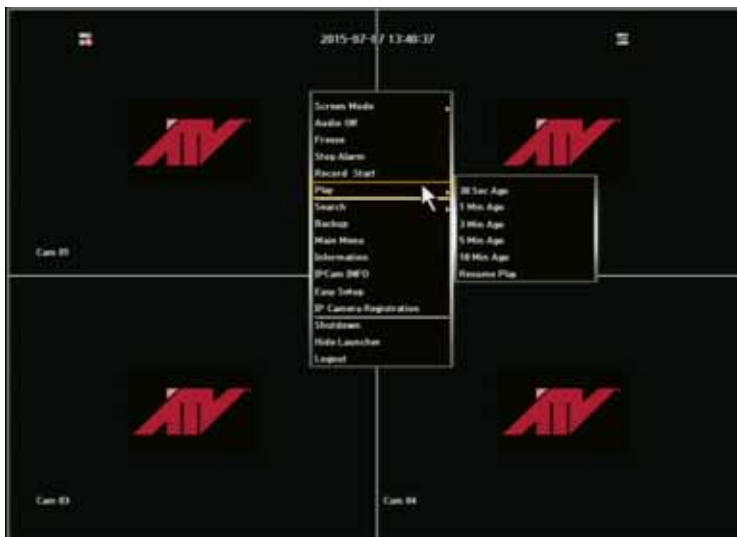 2015-07-07 13:40:37
ATV
ATV
Screen Mode
Audio Off
Freeze
Stop Alarm
Record Start
Play
Search
Backup
Main Menu
Information
IPCam INFO
Easy Setup
IP Camera Registration
Shutdown
Hide Launcher
Logout
30 Sec Ago
1 Min Ago
3 Min Ago
5 Min Ago
10 Min Ago
Resume Play
Cam 01
ATV
ATV
Cam 03
Cam 04